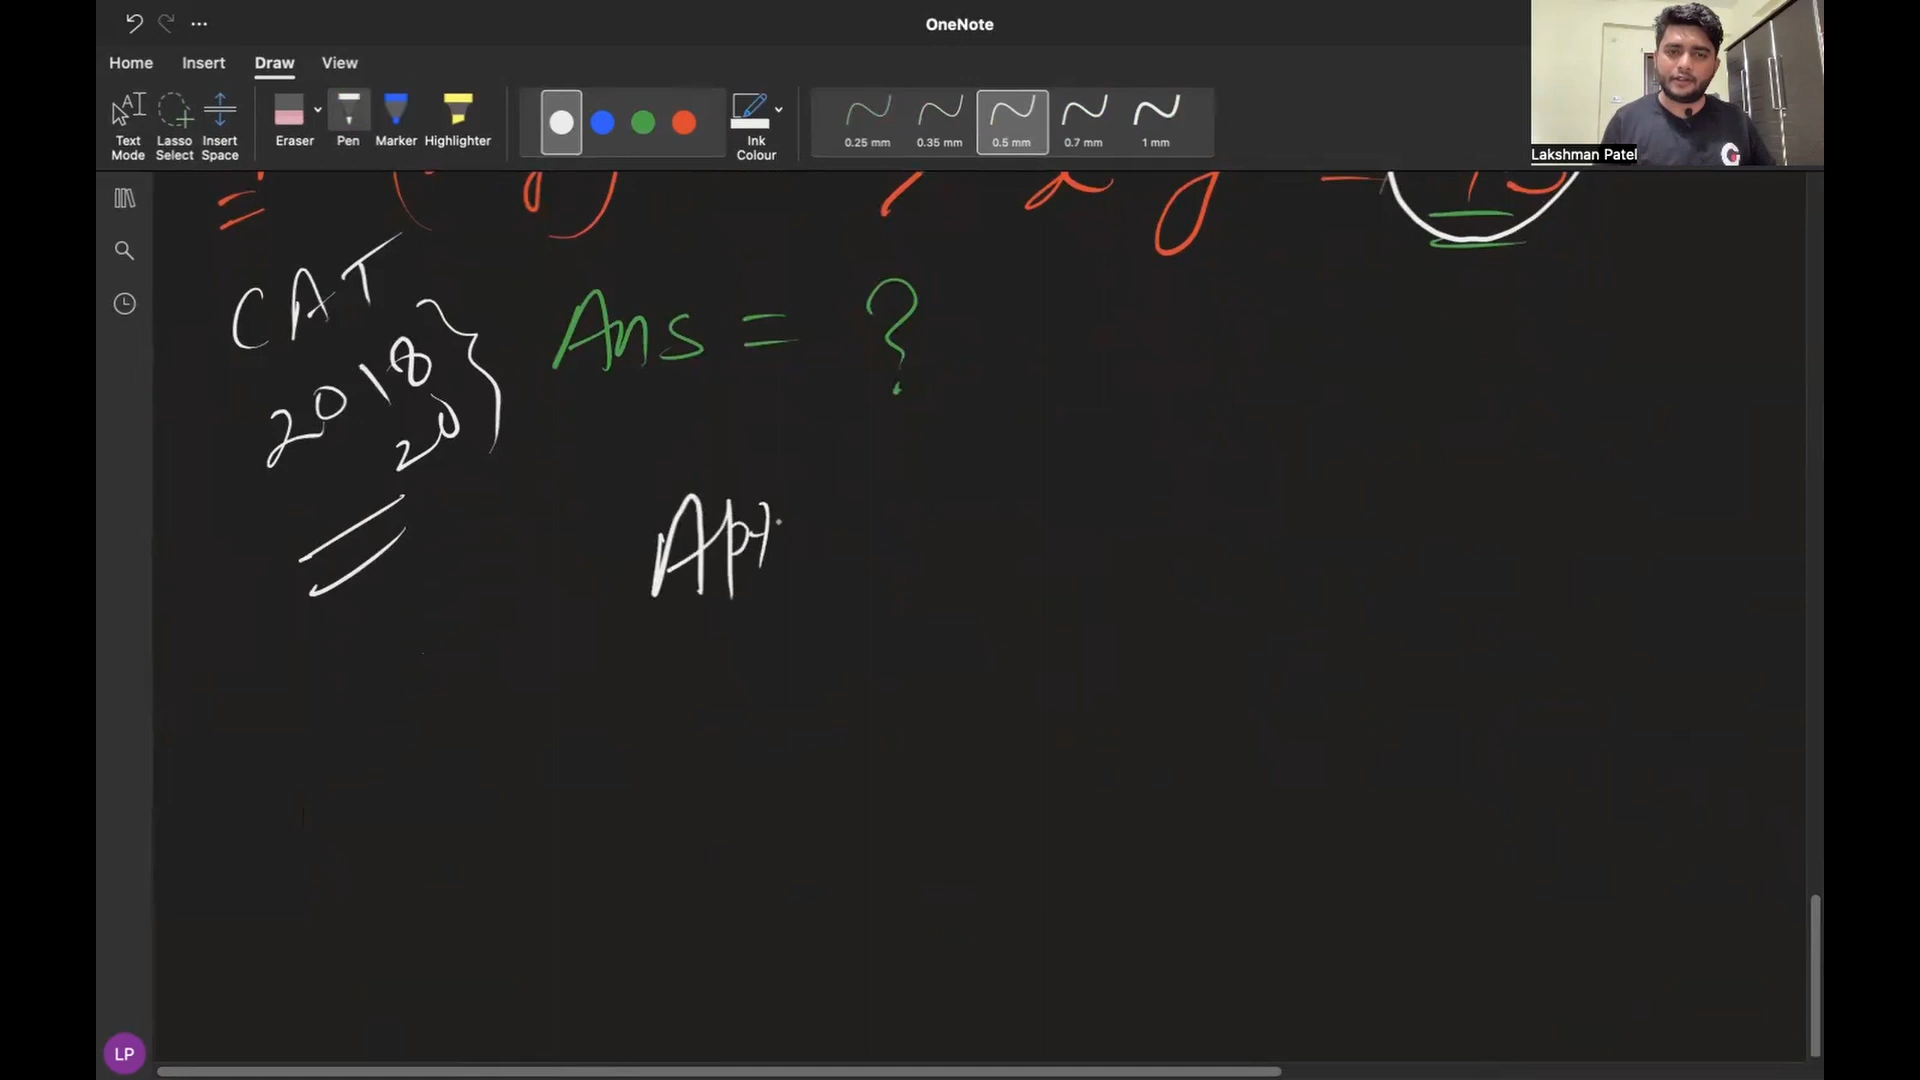 OneNote
Home Insert Draw View
Text Mode
Lasso Select
Insert Space
Eraser
Pen
Marker
Highlighter
Ink Colour
0.25 mm
0.35 mm
0.5 mm
0.7 mm
1 mm
Lakshman Patel
CAT
2018
20
Ans = ?
Apt
LP